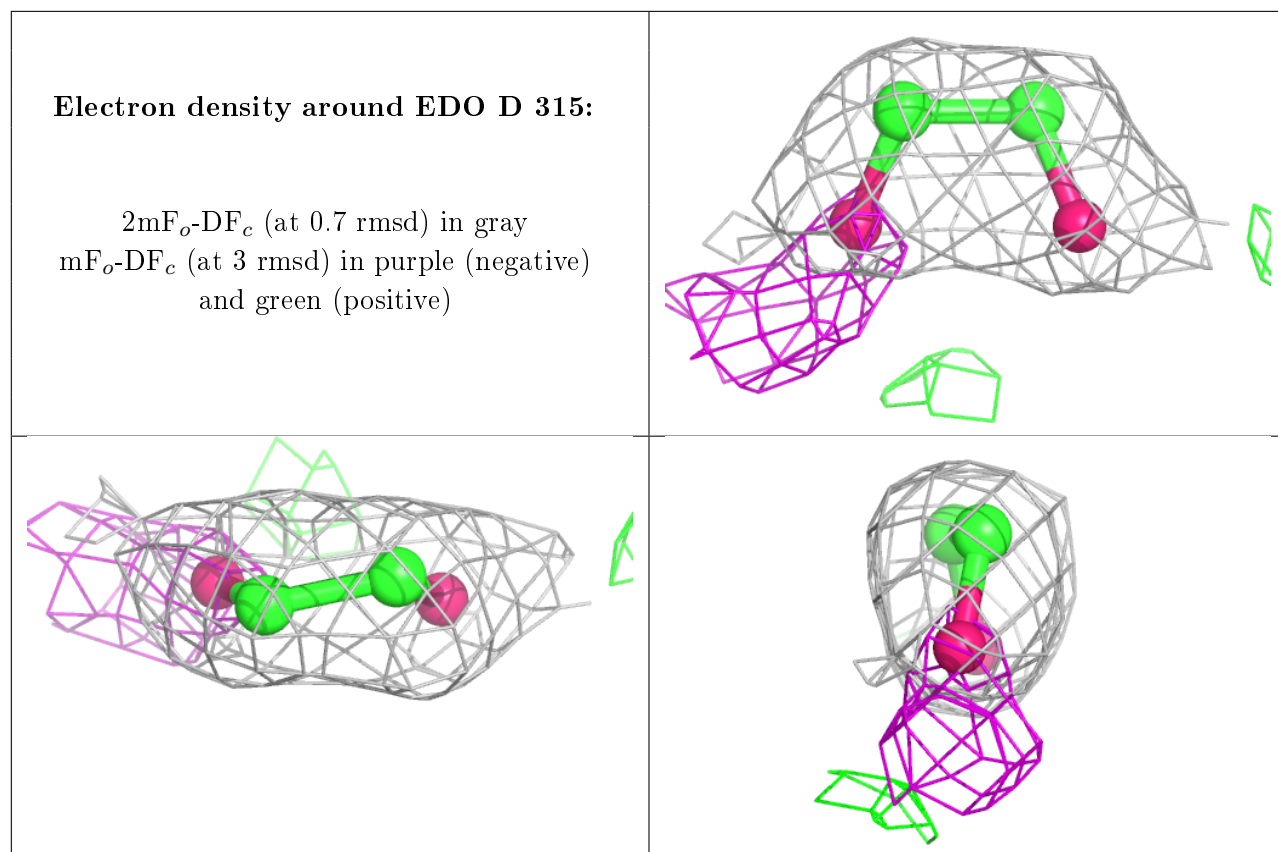 Electron density around EDO D 315:
2mFₒ-DF𝒸 (at 0.7 rmsd) in gray
mFₒ-DF𝒸 (at 3 rmsd) in purple (negative)
and green (positive)